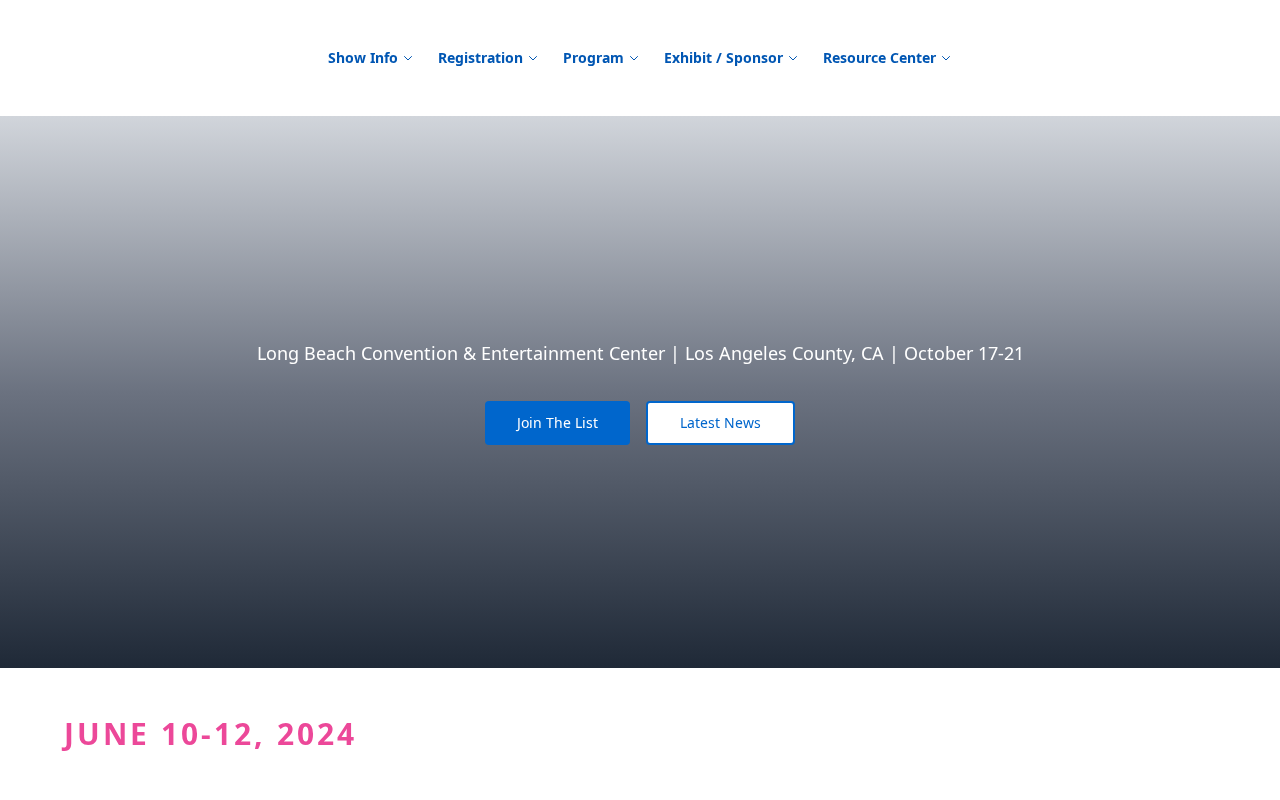 Show Info Registration Program Exhibit / Sponsor Resource Center
Long Beach Convention & Entertainment Center | Los Angeles County, CA | October 17-21
Join The List Latest News
JUNE 10-12, 2024